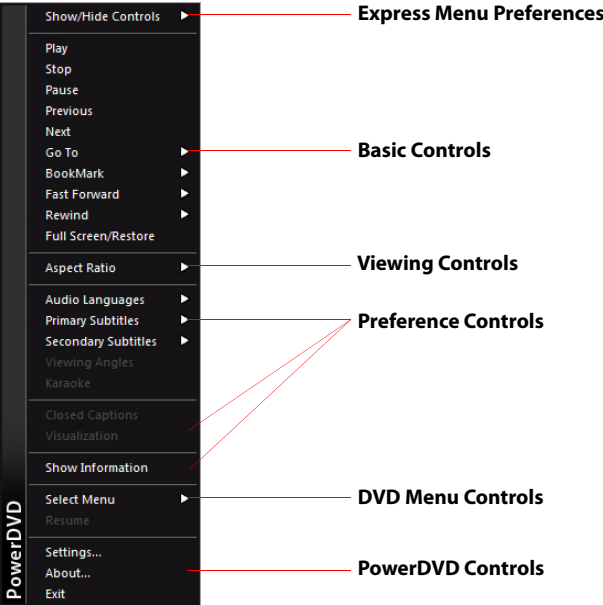 Show/Hide Controls
Express Menu Preferences
Play
Stop
Pause
Previous
Next
Go To
Basic Controls
BookMark
Fast Forward
Rewind
Full Screen/Restore
Aspect Ratio
Viewing Controls
Audio Languages
Primary Subtitles
Preference Controls
Secondary Subtitles
Viewing Angles
Karaoke
Closed Captions
Visualization
Show Information
Select Menu
DVD Menu Controls
Resume
Settings...
About...
PowerDVD Controls
Exit
PowerDVD